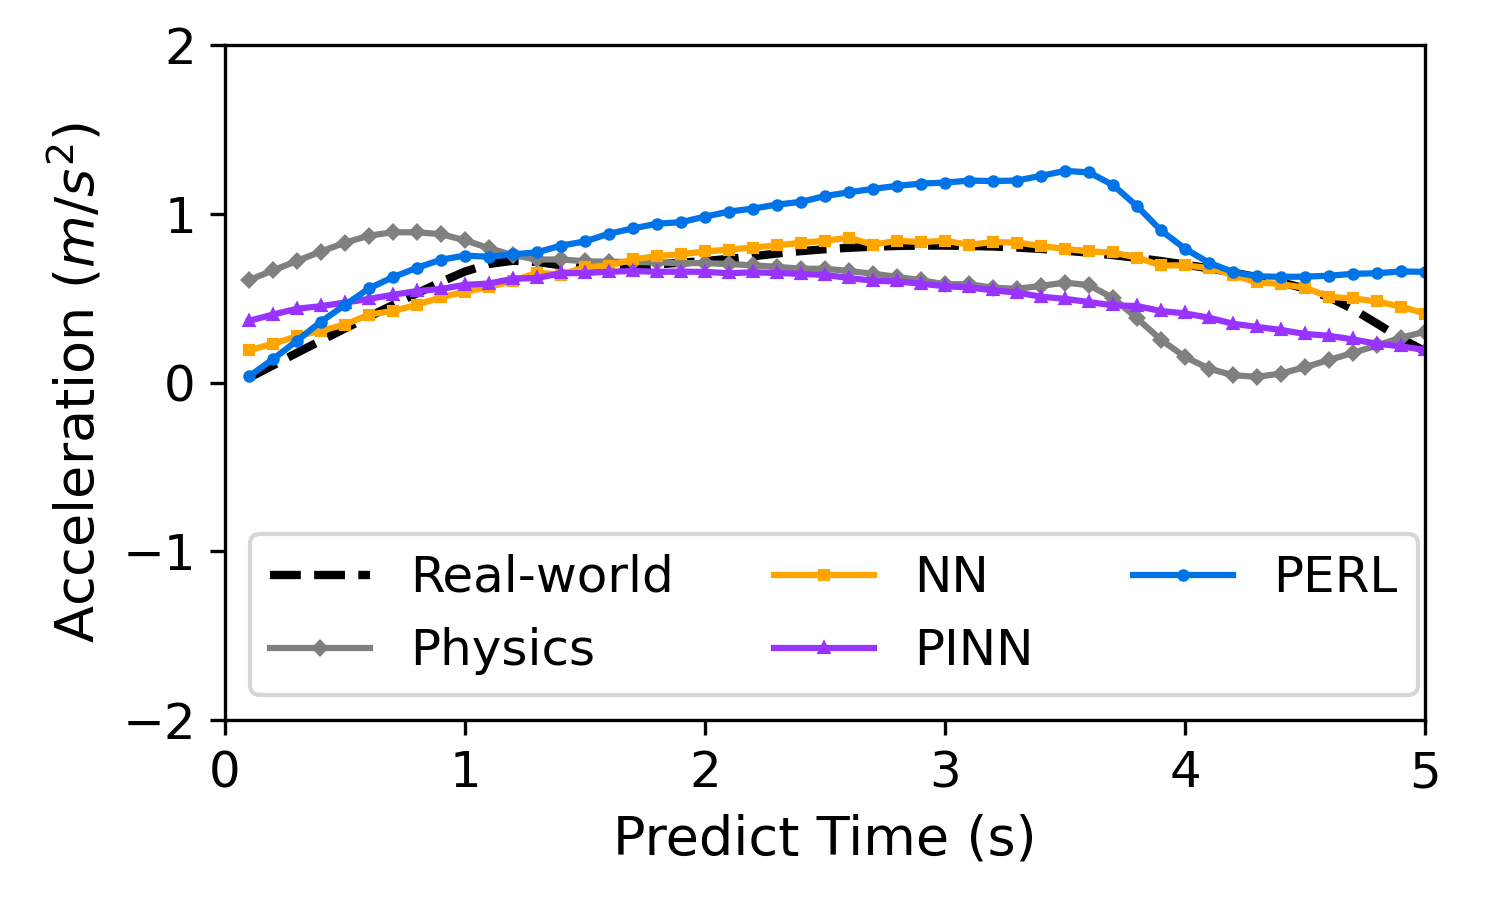 2
1
0
−1
−2
Acceleration (m/s²)
Real-world
NN
PERL
Physics
PINN
0 1 2 3 4 5
Predict Time (s)